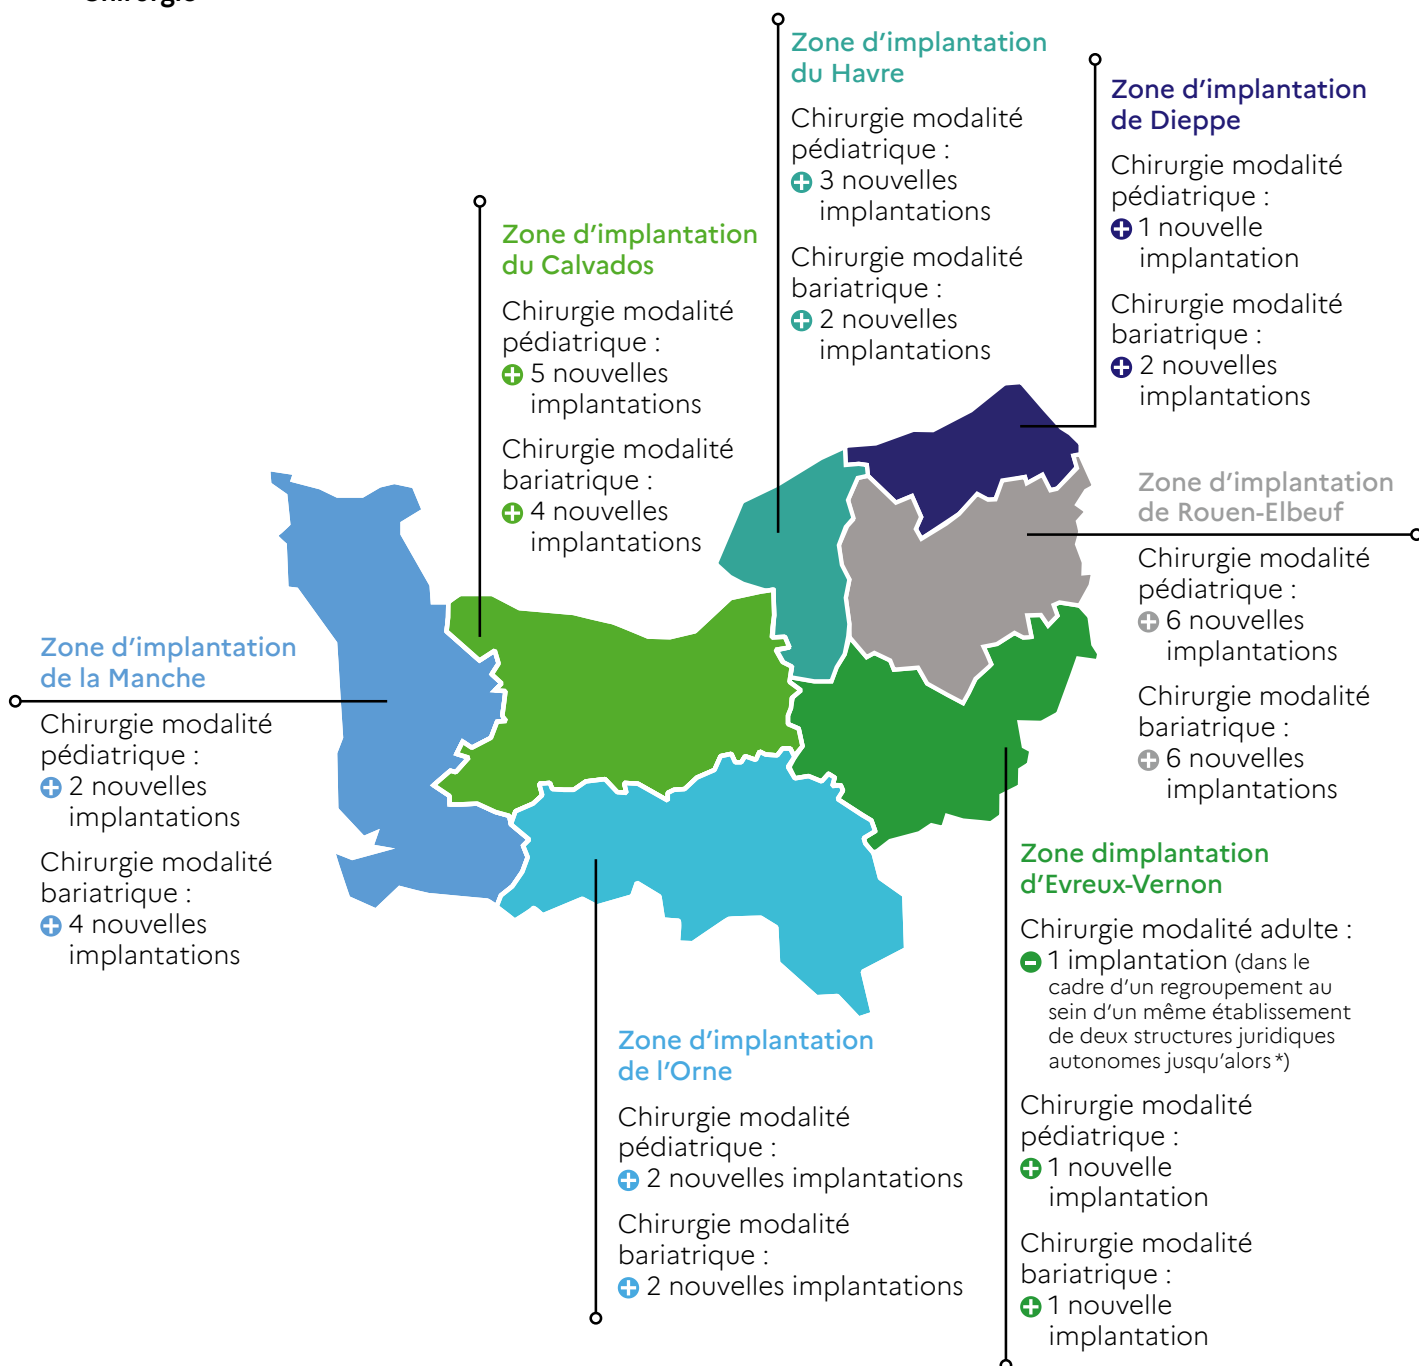 Chirurgie
Zone d'implantation
du Havre
Chirurgie modalité
pédiatrique :
3 nouvelles
implantations
Chirurgie modalité
bariatrique :
2 nouvelles
implantations
Zone d'implantation
de Dieppe
Chirurgie modalité
pédiatrique :
1 nouvelle
implantation
Chirurgie modalité
bariatrique :
2 nouvelles
implantations
Zone d'implantation
du Calvados
Chirurgie modalité
pédiatrique :
5 nouvelles
implantations
Chirurgie modalité
bariatrique :
4 nouvelles
implantations
Zone d'implantation
de Rouen-Elbeuf
Chirurgie modalité
pédiatrique :
6 nouvelles
implantations
Chirurgie modalité
bariatrique :
6 nouvelles
implantations
Zone d'implantation
de la Manche
Chirurgie modalité
pédiatrique :
2 nouvelles
implantations
Chirurgie modalité
bariatrique :
4 nouvelles
implantations
Zone dimplantation
d'Evreux-Vernon
Chirurgie modalité adulte :
1 implantation (dans le
cadre d'un regroupement au
sein d'un même établissement
de deux structures juridiques
autonomes jusqu'alors *)
Chirurgie modalité
pédiatrique :
1 nouvelle
implantation
Chirurgie modalité
bariatrique :
1 nouvelle
implantation
Zone d'implantation
de l'Orne
Chirurgie modalité
pédiatrique :
2 nouvelles implantations
Chirurgie modalité
bariatrique :
2 nouvelles implantations